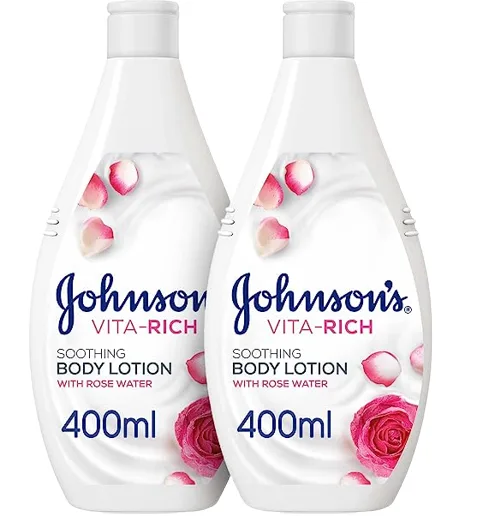 Johnson's
VITA-RICH
SOOTHING
BODY LOTION
WITH ROSE WATER
400ml
Johnson's®
VITA-RICH
SOOTHING
BODY LOTION
WITH ROSE WATER
400ml